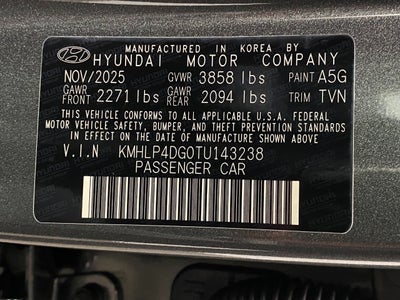 MANUFACTURED IN KOREA BY
HYUNDAI MOTOR COMPANY
NOV/2025 GVWR 3858 lbs PAINT A5G
GAWR FRONT 2271 lbs GAWR REAR 2094 lbs TRIM TVN
THIS VEHICLE CONFORMS TO ALL APPLICABLE U.S.A. FEDERAL
MOTOR VEHICLE SAFETY, BUMPER, AND THEFT PREVENTION STANDARDS
IN EFFECT ON THE DATE OF MANUFACTURE SHOWN ABOVE.
V.I.N KMHLP4DG0TU143238
PASSENGER CAR